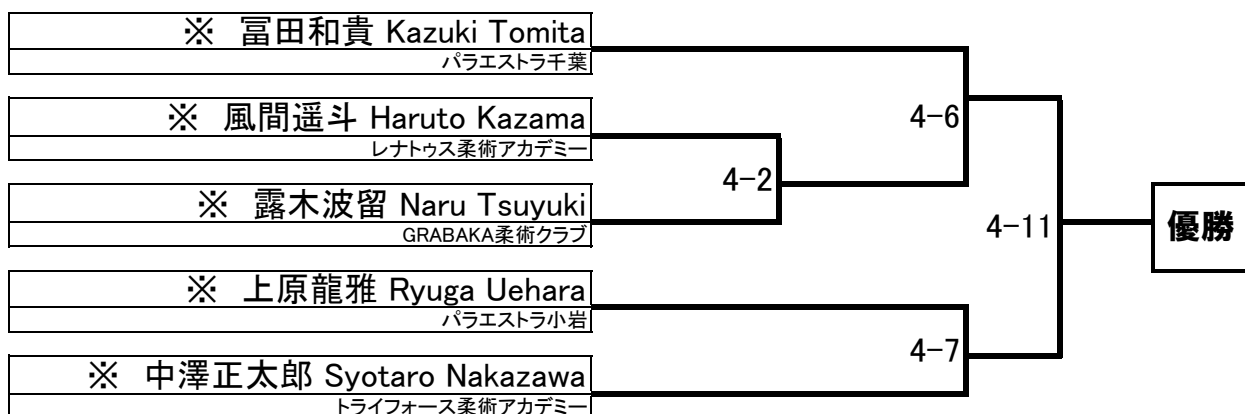 ※ 冨田和貴 Kazuki Tomita
パラエストラ千葉
※ 風間遥斗 Haruto Kazama
レナトゥス柔術アカデミー
※ 露木波留 Naru Tsuyuki
GRABAKA柔術クラブ
※ 上原龍雅 Ryuga Uehara
パラエストラ小岩
※ 中澤正太郎 Syotaro Nakazawa
トライフォース柔術アカデミー
4-2
4-6
4-7
4-11
優勝